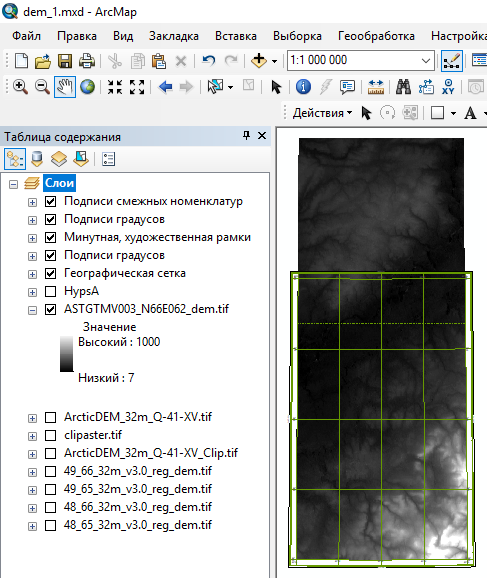 dem_1.mxd - ArcMap
Файл Правка Вид Закладка Вставка Выборка Геообработка Настройка
1:1 000 000
Действия A
Таблица содержания
Слои
Подписи смежных номенклатур
Подписи градусов
Минутная, художественная рамки
Подписи градусов
Географическая сетка
HypsA
ASTGTMV003_N66E062_dem.tif
Значение
Высокий : 1000
Низкий : 7
ArcticDEM_32m_Q-41-XV.tif
clipaster.tif
ArcticDEM_32m_Q-41-XV_Clip.tif
49_66_32m_v3.0_reg_dem.tif
49_65_32m_v3.0_reg_dem.tif
48_66_32m_v3.0_reg_dem.tif
48_65_32m_v3.0_reg_dem.tif